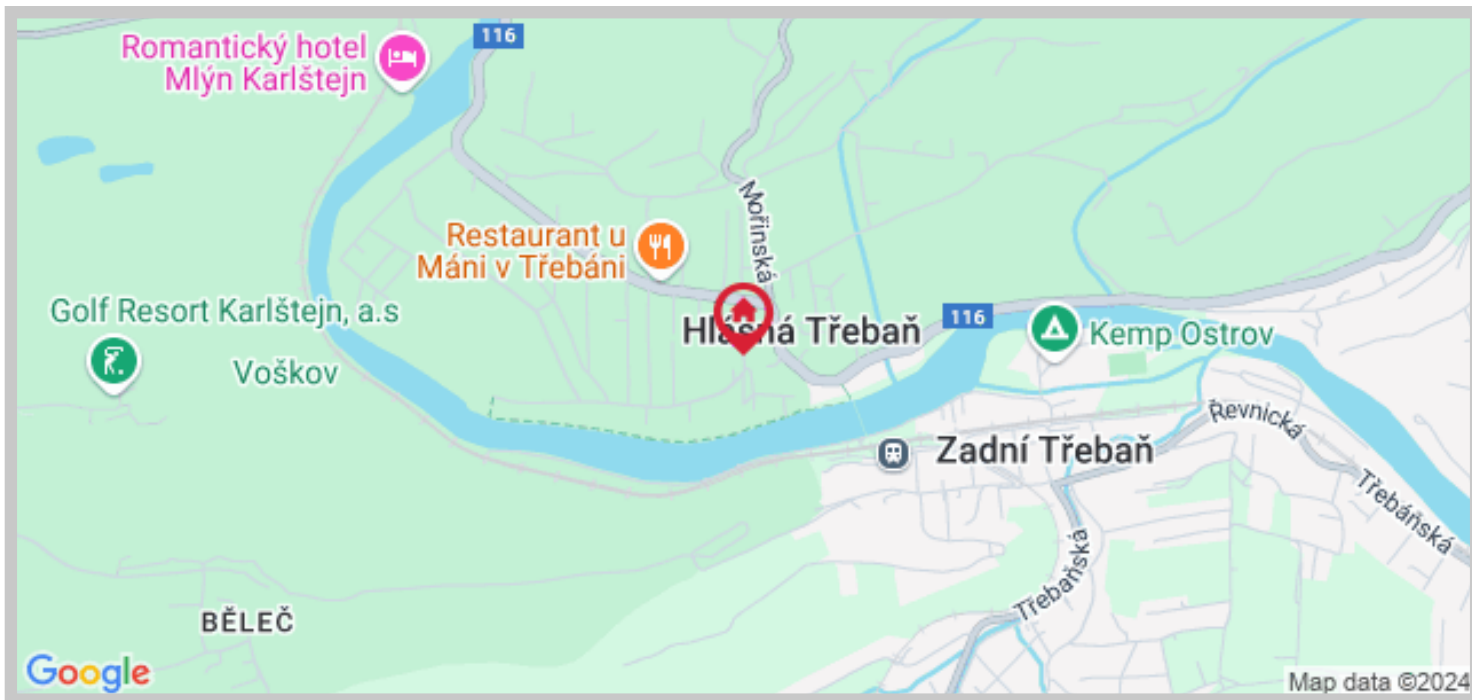 116
Romantický hotel
Mlýn Karlštejn
Mořinská
Restaurant u
Máni v Třebáni
Golf Resort Karlštejn, a.s
Voškov
Hlásná Třebaň
116
Kemp Ostrov
Řevnická
Zadní Třebaň
Třebáňská
Třebaňská
BĚLEČ
Google
Map data ©2024